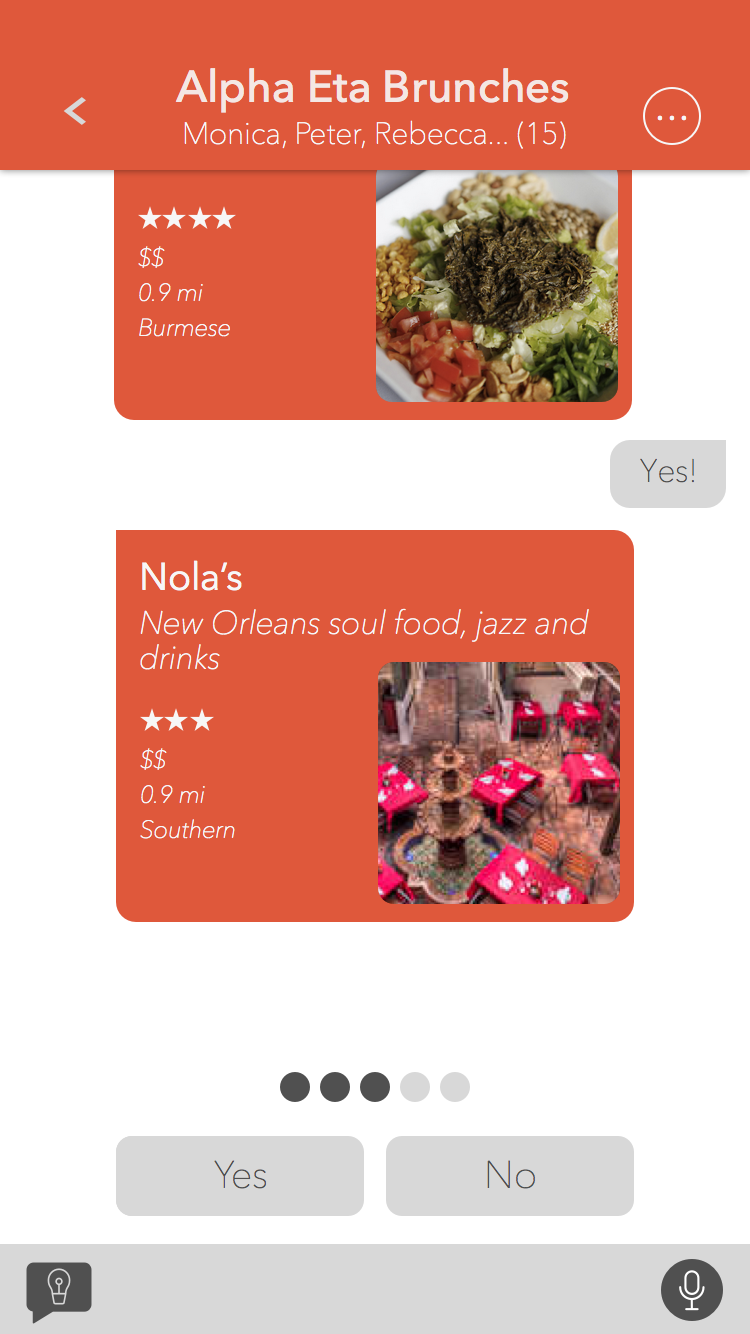 Alpha Eta Brunches
Monica, Peter, Rebecca... (15)
★★★★
$$
0.9 mi
Burmese
Yes!
Nola’s
New Orleans soul food, jazz and
drinks
★★★
$$
0.9 mi
Southern
Yes
No